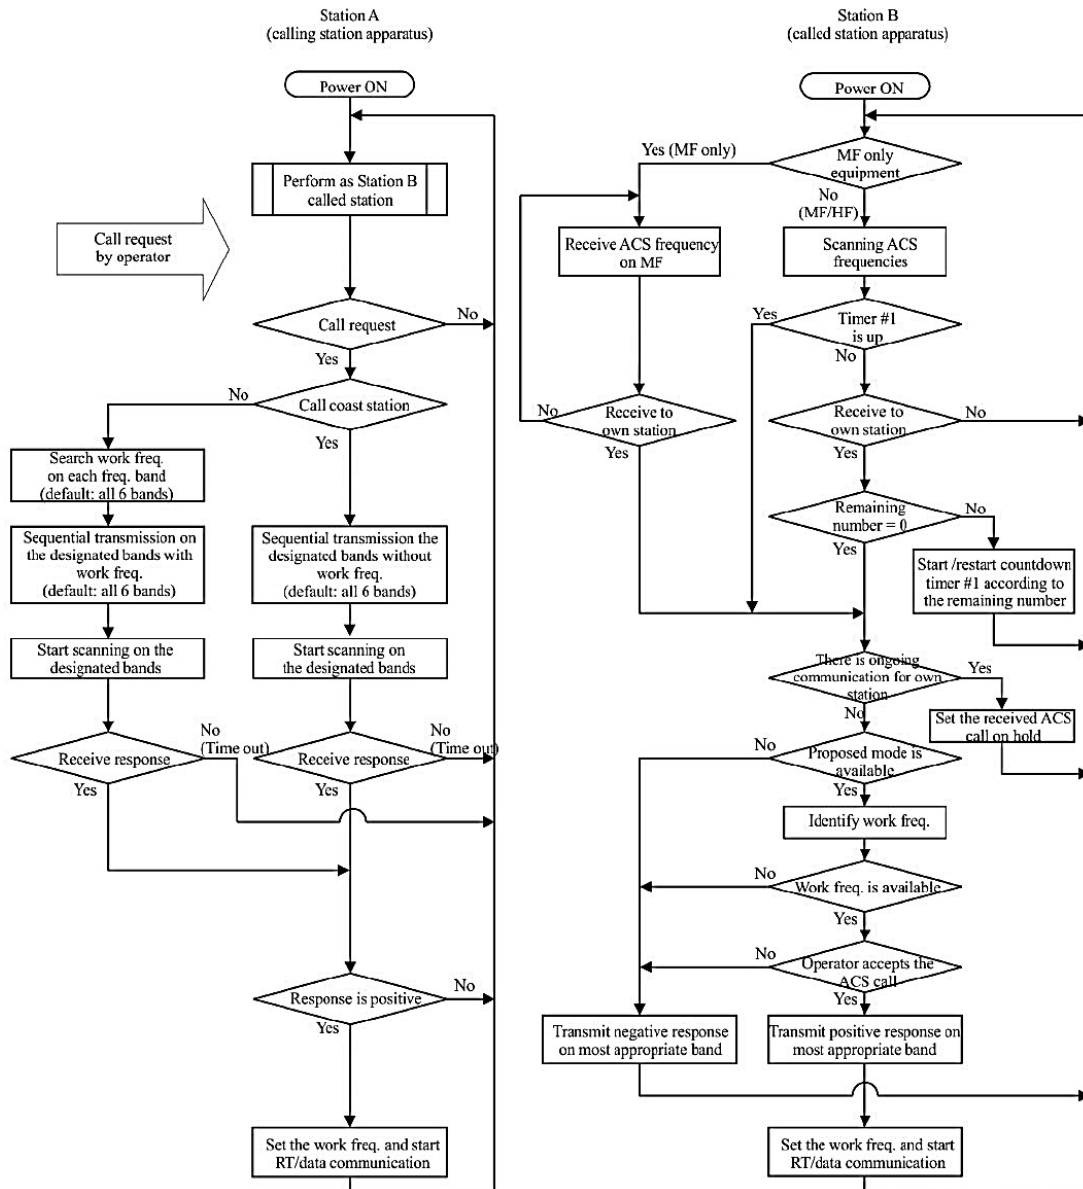 Station A
(calling station apparatus)
Power ON
Perform as Station B
called station
Call request
by operator
Call request
No
Yes
Call coast station
No
Yes
Search work freq.
on each freq. band
(default: all 6 bands)
Sequential transmission on
the designated bands with
work freq.
(default: all 6 bands)
Sequential transmission the
designated bands without
work freq.
(default: all 6 bands)
Start scanning on the
designated bands
Start scanning on
the designated bands
Receive response
No
(Time out)
Yes
Receive response
No
(Time out)
Yes
Response is positive
No
Yes
Set the work freq. and start
RT/data communication
Station B
(called station apparatus)
Power ON
MF only
equipment
Yes (MF only)
No
(MF/HF)
Receive ACS frequency
on MF
Scanning ACS
frequencies
Timer #1
is up
Yes
No
Receive to
own station
No
Yes
Receive to
own station
No
Yes
Remaining
number = 0
No
Yes
Start /restart countdown
timer #1 according to
the remaining number
There is ongoing
communication for own
station
Yes
No
Set the received ACS
call on hold
Proposed mode is
available
No
Yes
Identify work freq.
Work freq. is available
No
Yes
Operator accepts the
ACS call
No
Yes
Transmit negative response
on most appropriate band
Transmit positive response on
most appropriate band
Set the work freq. and start
RT/data communication